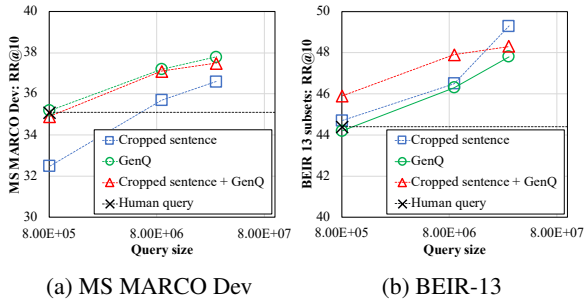 MS MARCO Dev; RR@10
40
38
36
34
32
30
Cropped sentence
GenQ
Cropped sentence + GenQ
Human query
8.00E+05 8.00E+06 8.00E+07
Query size
(a) MS MARCO Dev
BEIR 13 subsets; RR@10
50
48
46
44
42
40
Cropped sentence
GenQ
Cropped sentence + GenQ
Human query
8.00E+05 8.00E+06 8.00E+07
Query size
(b) BEIR-13